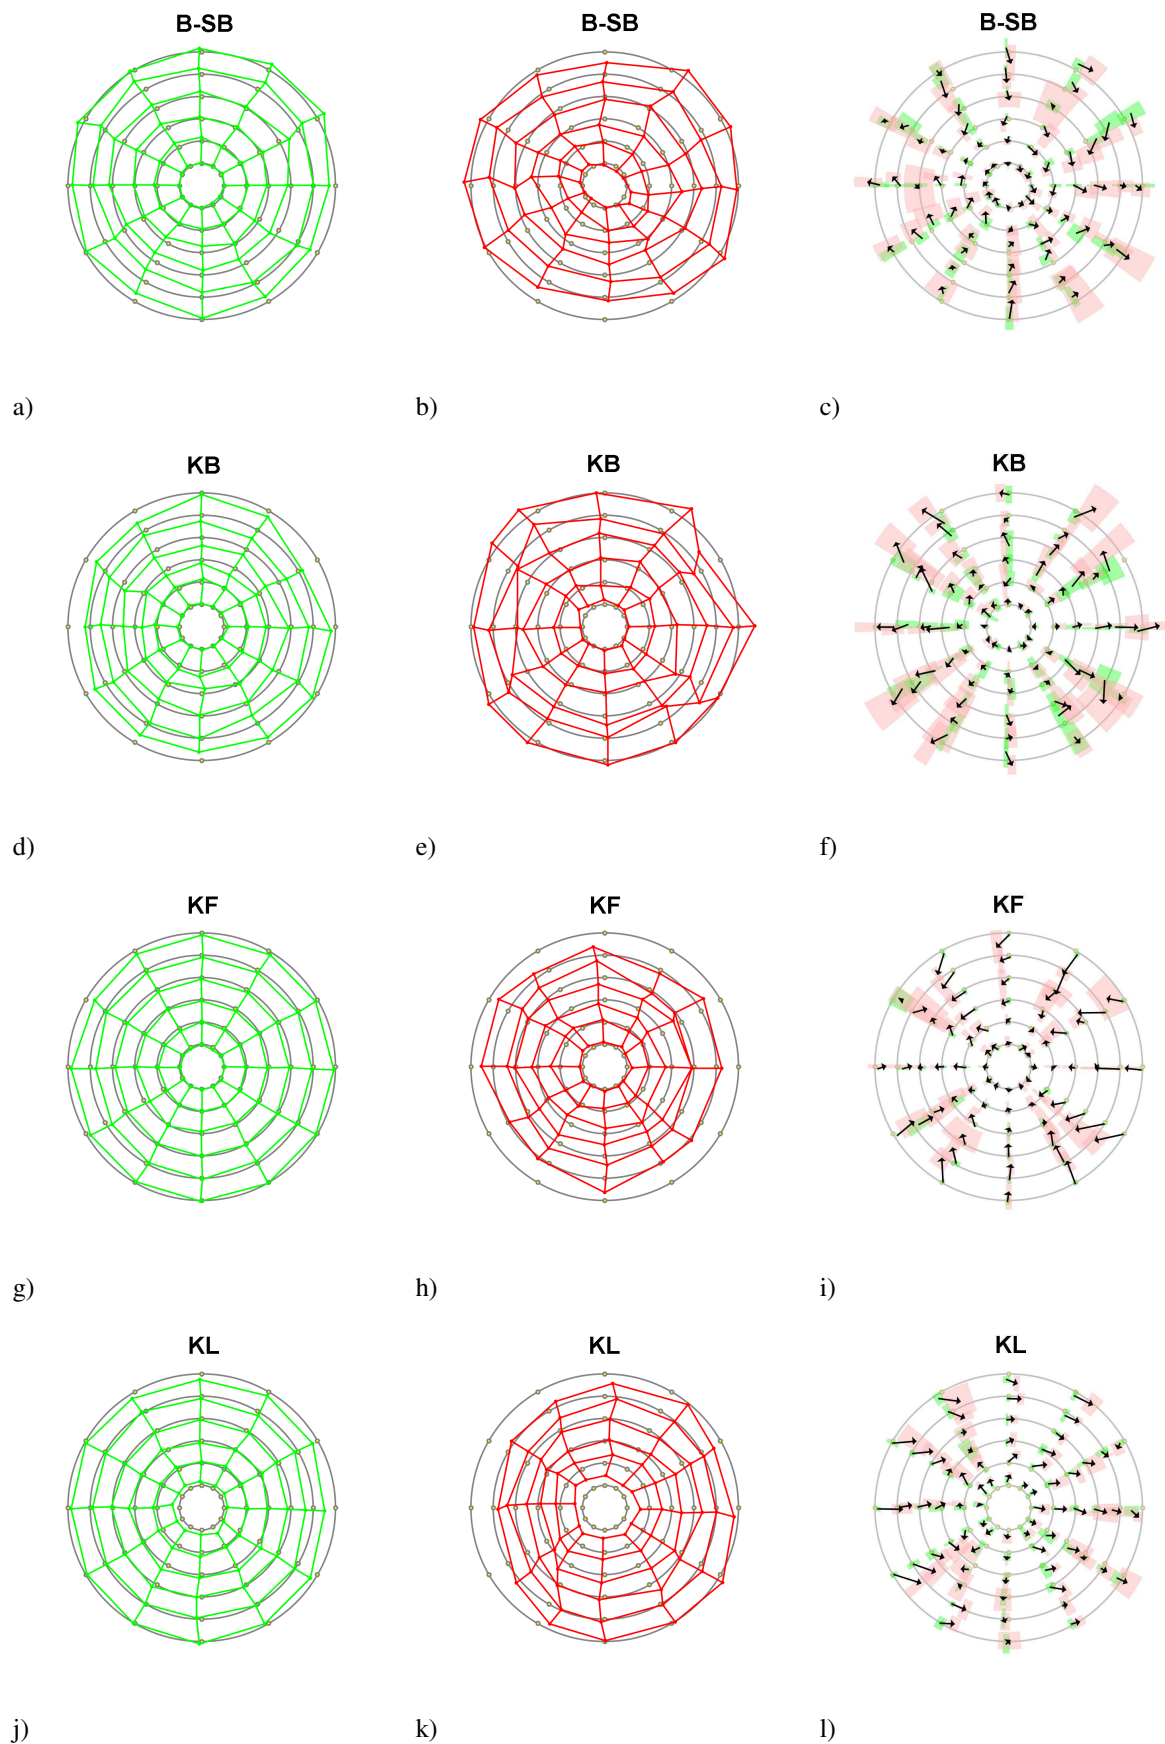 B-SB B-SB B-SB
a) b) c)
KB KB KB
d) e) f)
KF KF KF
g) h) i)
KL KL KL
j) k) l)